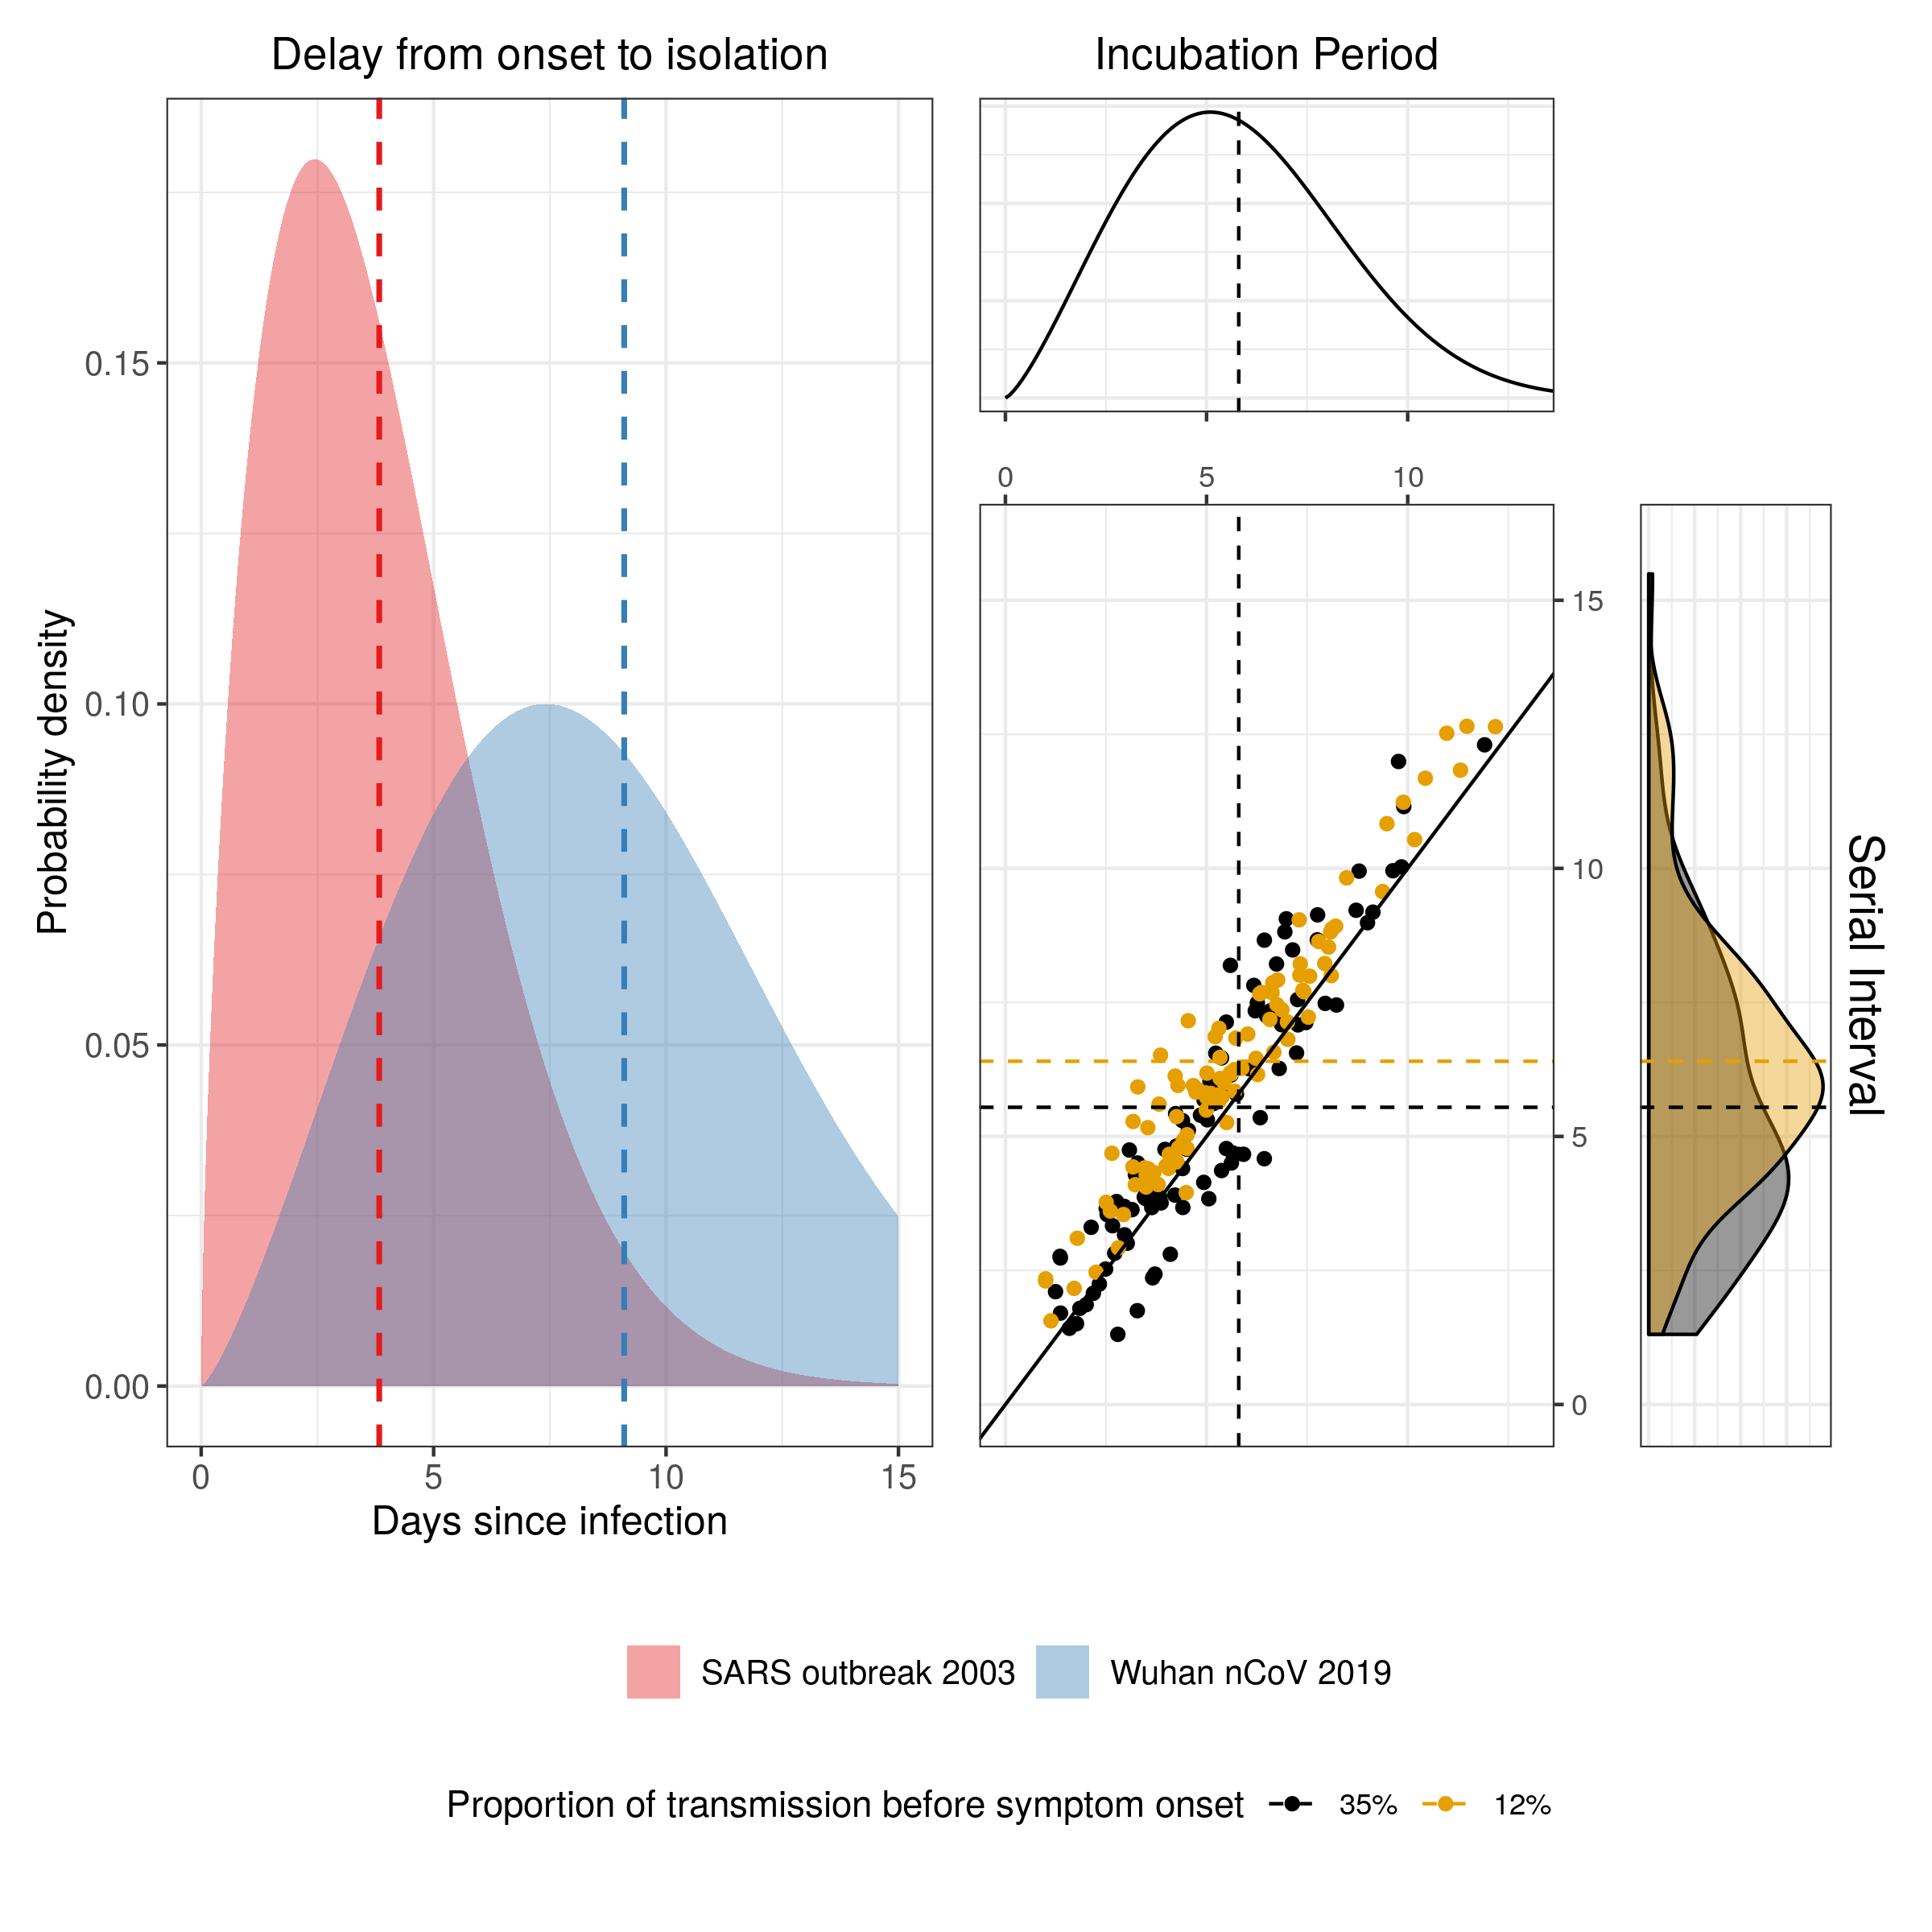 Delay from onset to isolation
Incubation Period
Probability density
0.15
0.10
0.05
0.00
0 5 10 15
Days since infection
0 5 10
15
10
5
0
Serial Interval
SARS outbreak 2003 Wuhan nCoV 2019
Proportion of transmission before symptom onset 35% 12%